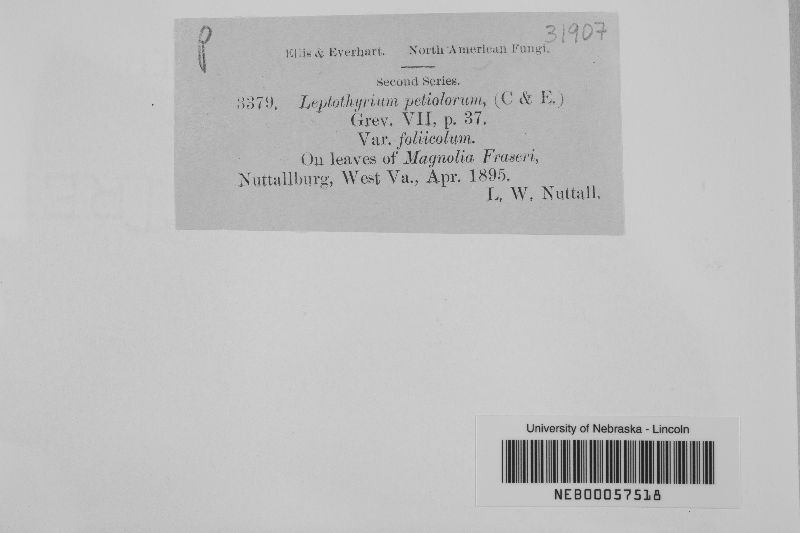 P
31907
Ellis & Everhart. North American Fungi.
Second Series.
3379. Leptothyrium petiolorum, (C & E.)
Grev. VII, p. 37.
Var. foliicolum.
On leaves of Magnolia Fraseri,
Nuttallburg, West Va., Apr. 1895.
L. W. Nuttall.
University of Nebraska - Lincoln
NEB00057518